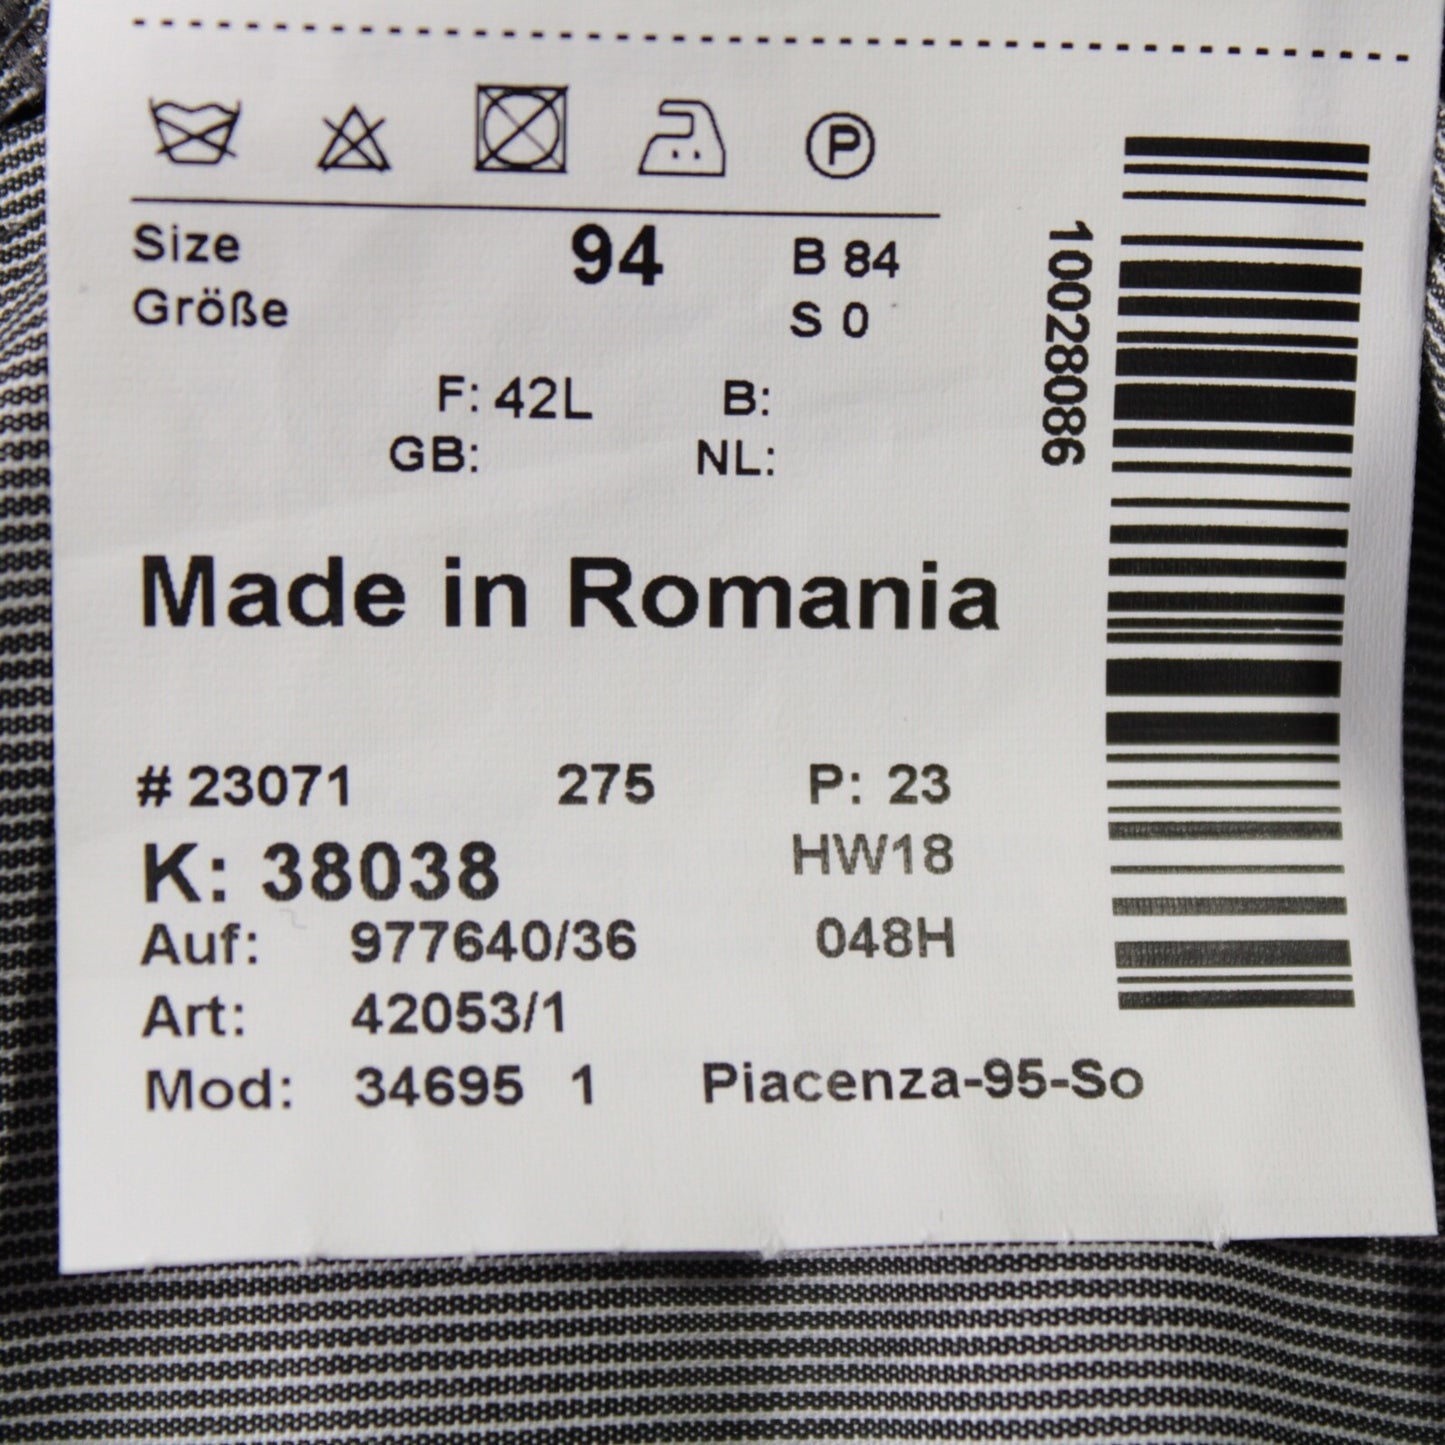 P
Size 94 B 84
Größe S 0
F: 42L B:
GB: NL:
Made in Romania
# 23071 275 P: 23
K: 38038 HW18
Auf: 977640/36 048H
Art: 42053/1
Mod: 34695 1 Piacenza-95-So
10028086